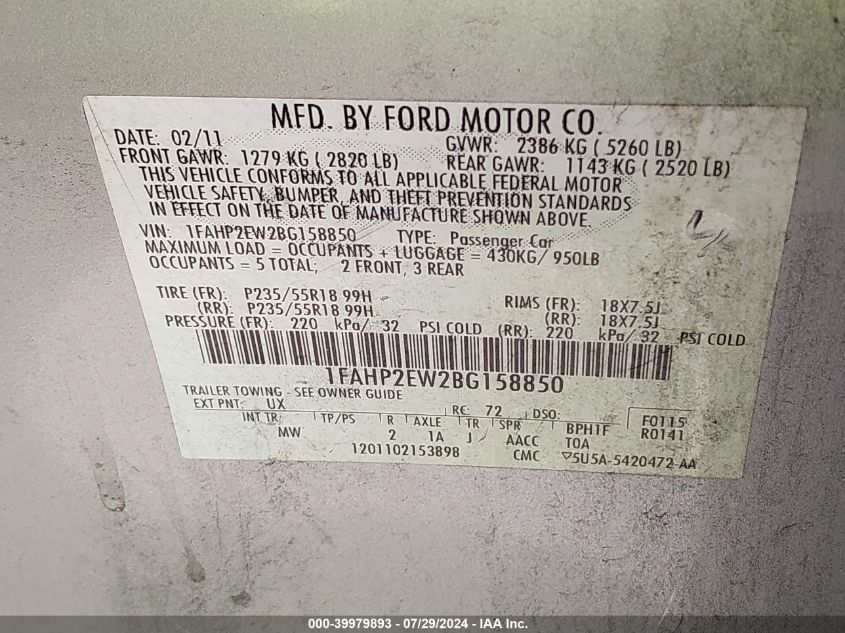 MFD. BY FORD MOTOR CO.
DATE: 02/11 GVWR: 2386 KG ( 5260 LB)
FRONT GAWR: 1279 KG ( 2820 LB) REAR GAWR: 1143 KG ( 2520 LB)
THIS VEHICLE CONFORMS TO ALL APPLICABLE FEDERAL MOTOR
VEHICLE SAFETY, BUMPER, AND THEFT PREVENTION STANDARDS
IN EFFECT ON THE DATE OF MANUFACTURE SHOWN ABOVE.
VIN: 1FAHP2EW2BG158850 TYPE: Passenger Car
MAXIMUM LOAD = OCCUPANTS + LUGGAGE = 430KG/ 950LB
OCCUPANTS = 5 TOTAL; 2 FRONT, 3 REAR
TIRE (FR): P235/55R18 99H RIMS (FR): 18X7.5J
(RR): P235/55R18 99H (RR): 18X7.5J
PRESSURE (FR): 220 kPa/ 32 PSI COLD (RR): 220 kPa/ 32 PSI COLD
1FAHP2EW2BG158850
TRAILER TOWING - SEE OWNER GUIDE
EXT PNT: UX RC: 72 DSO: F0115
INT TR: TP/PS R AXLE TR SPR BPH1F R0141
MW 2 1A J AACC TOA
1201102153898 CMC ▽5U5A-5420472-AA
000-39979893 - 07/29/2024 - IAAI Inc.